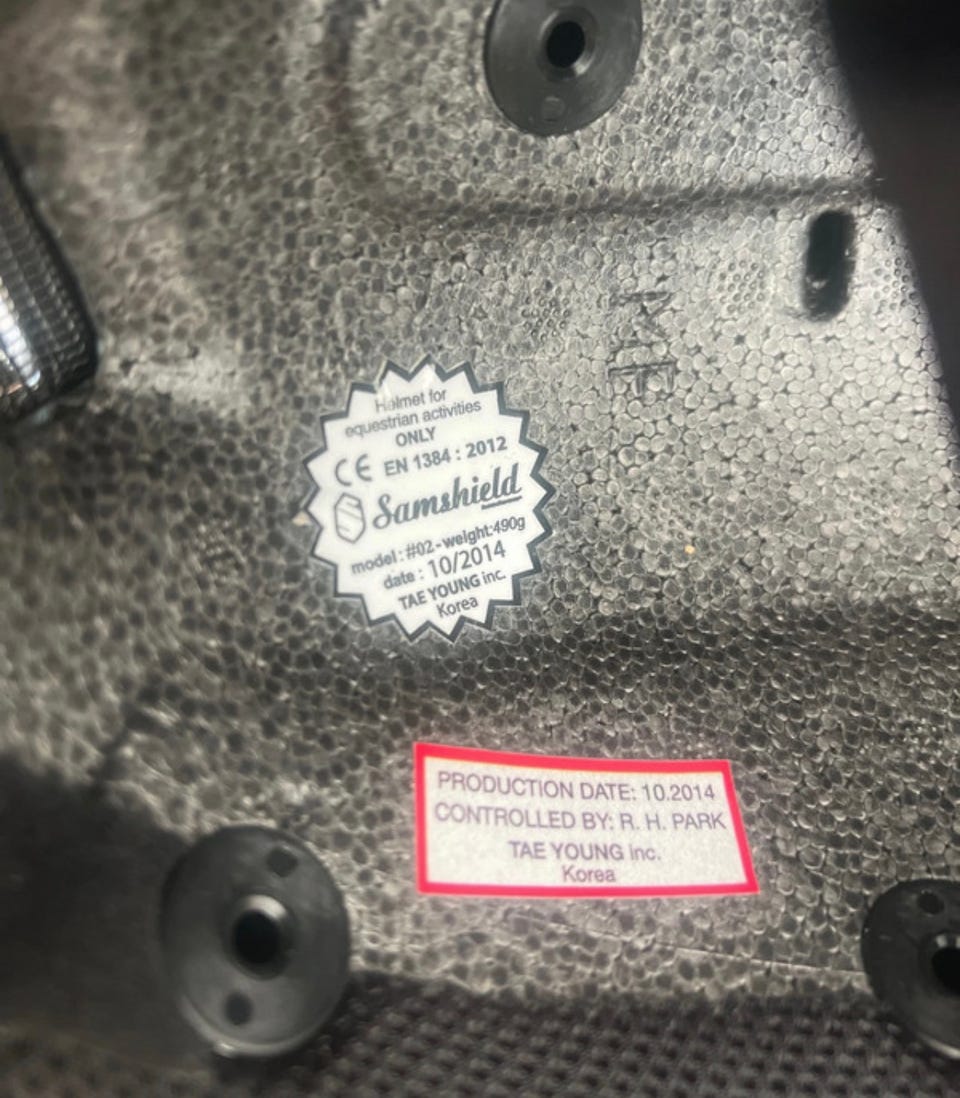 Helmet for
equestrian activities
ONLY
CE EN 1384 : 2012
Samshield
model : #02 - weight:490g
date : 10/2014
TAE YOUNG inc.
Korea
PRODUCTION DATE: 10.2014
CONTROLLED BY: R. H. PARK
TAE YOUNG inc.
Korea